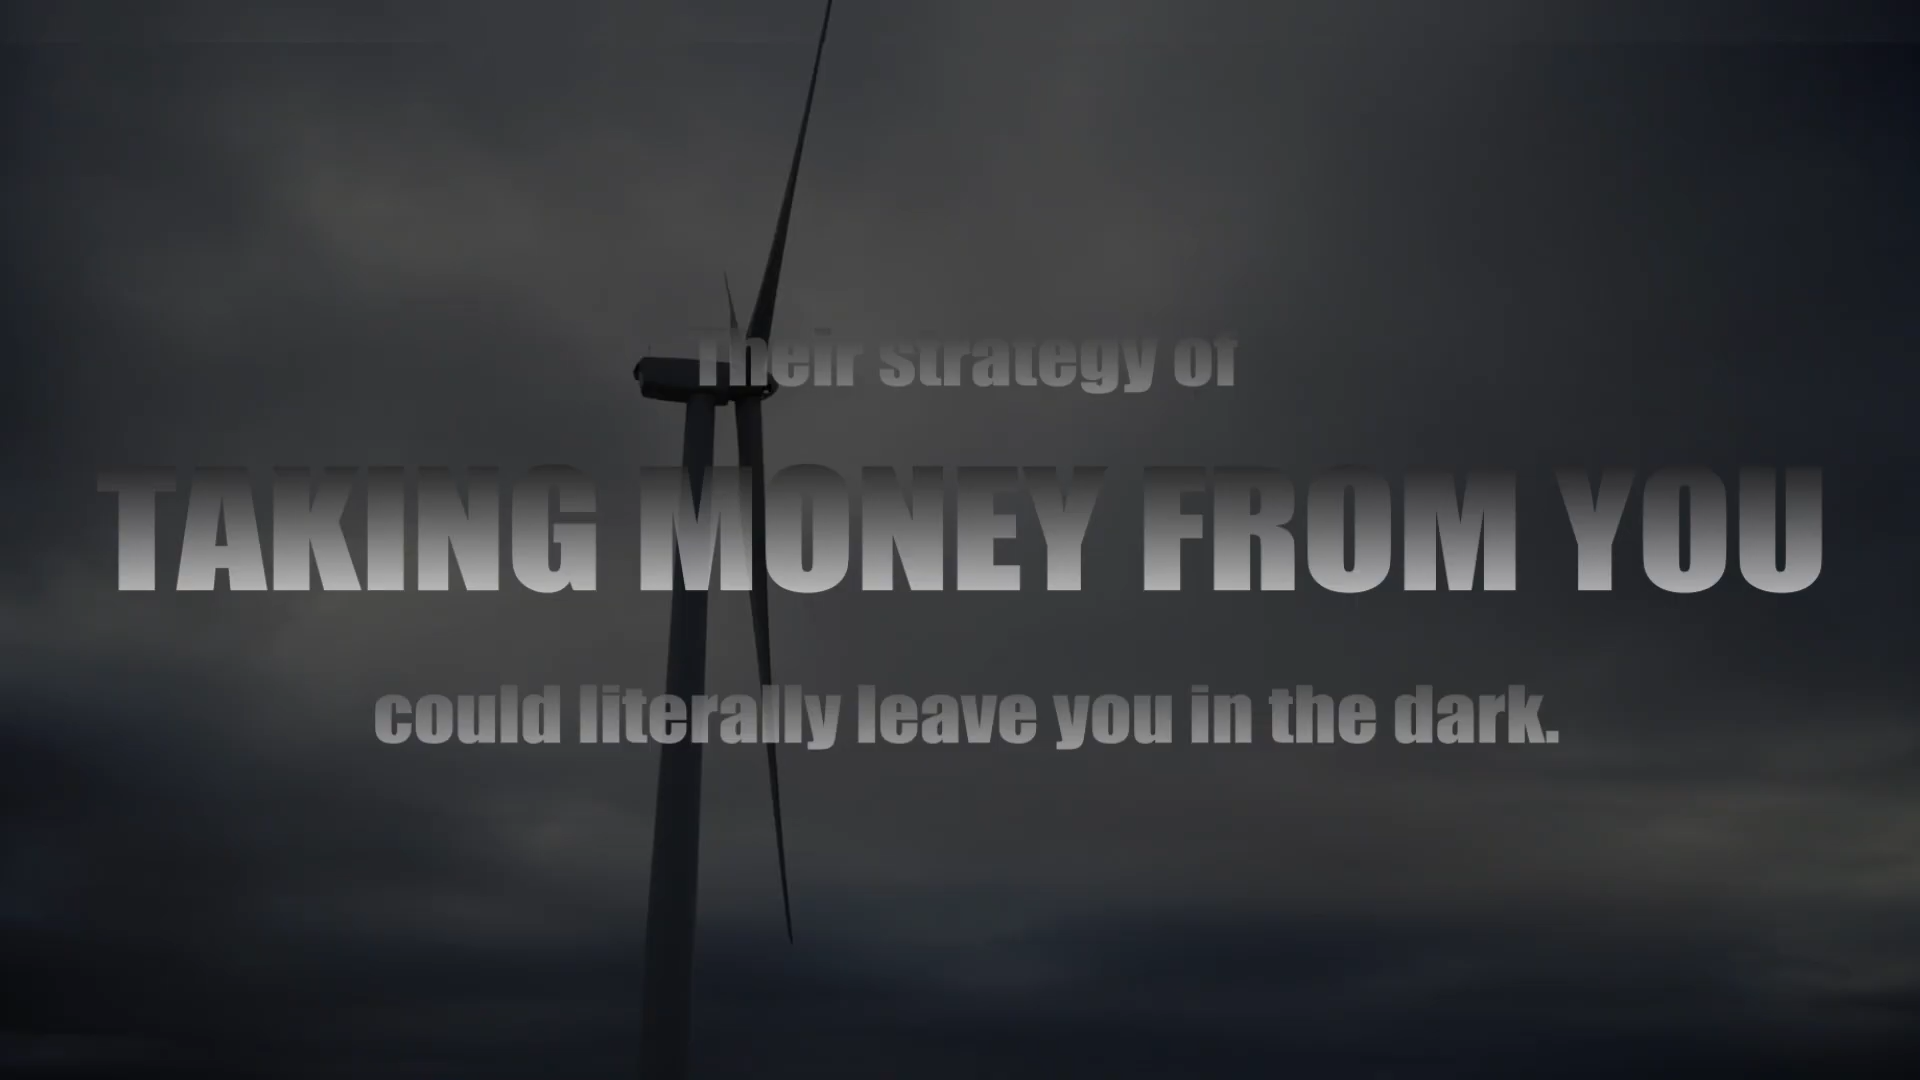 Their strategy of
TAKING MONEY FROM YOU
could literally leave you in the dark.